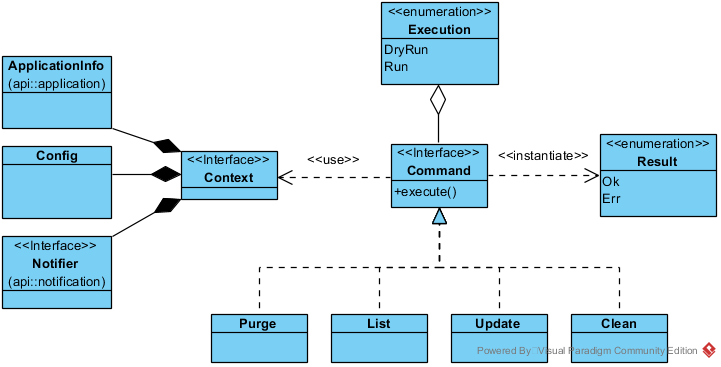 <<enumeration>>
Execution
DryRun
Run
ApplicationInfo
(api::application)
Config
<<Interface>>
Notifier
(api::notification)
<<Interface>>
Context
<<use>>
<<Interface>>
Command
+execute()
<<instantiate>>
<<enumeration>>
Result
Ok
Err
Purge
List
Update
Clean
Powered By Visual Paradigm Community Edition